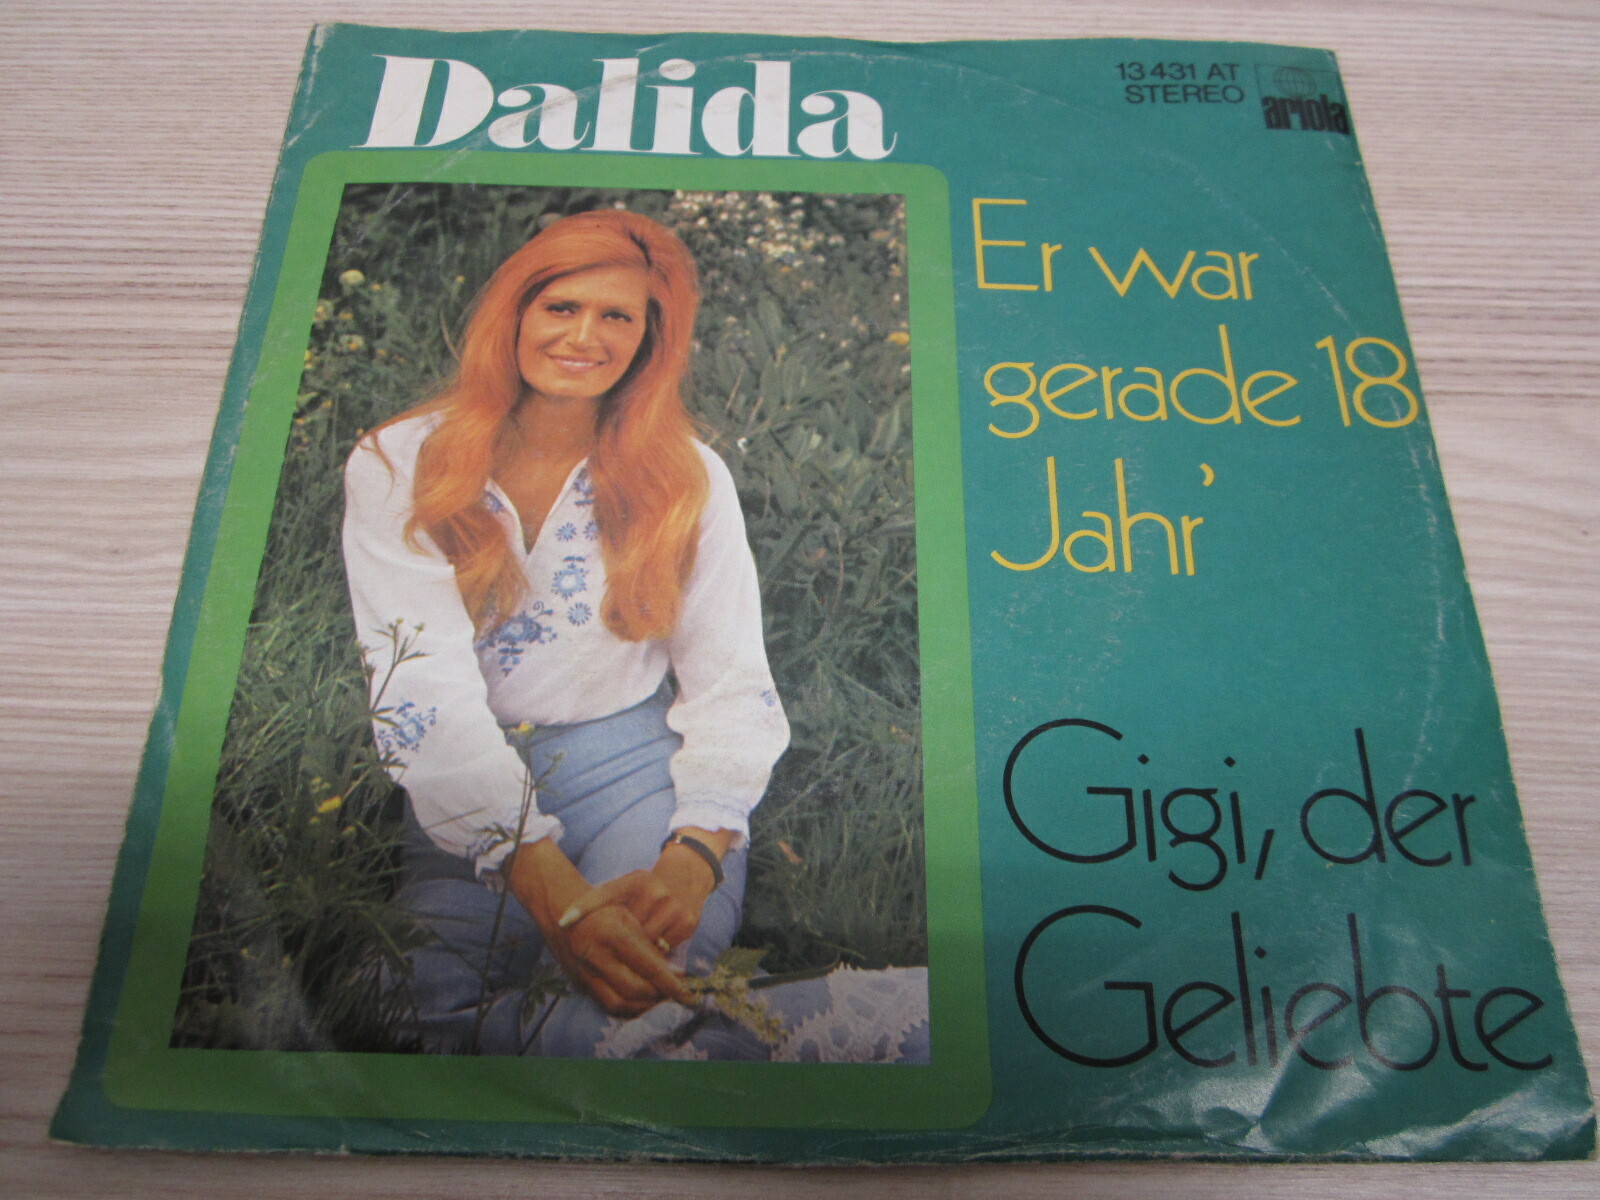 Dalida
13 431 AT
STEREO
ariola
Er war
gerade 18
Jahr'
Gigi, der
Geliebte